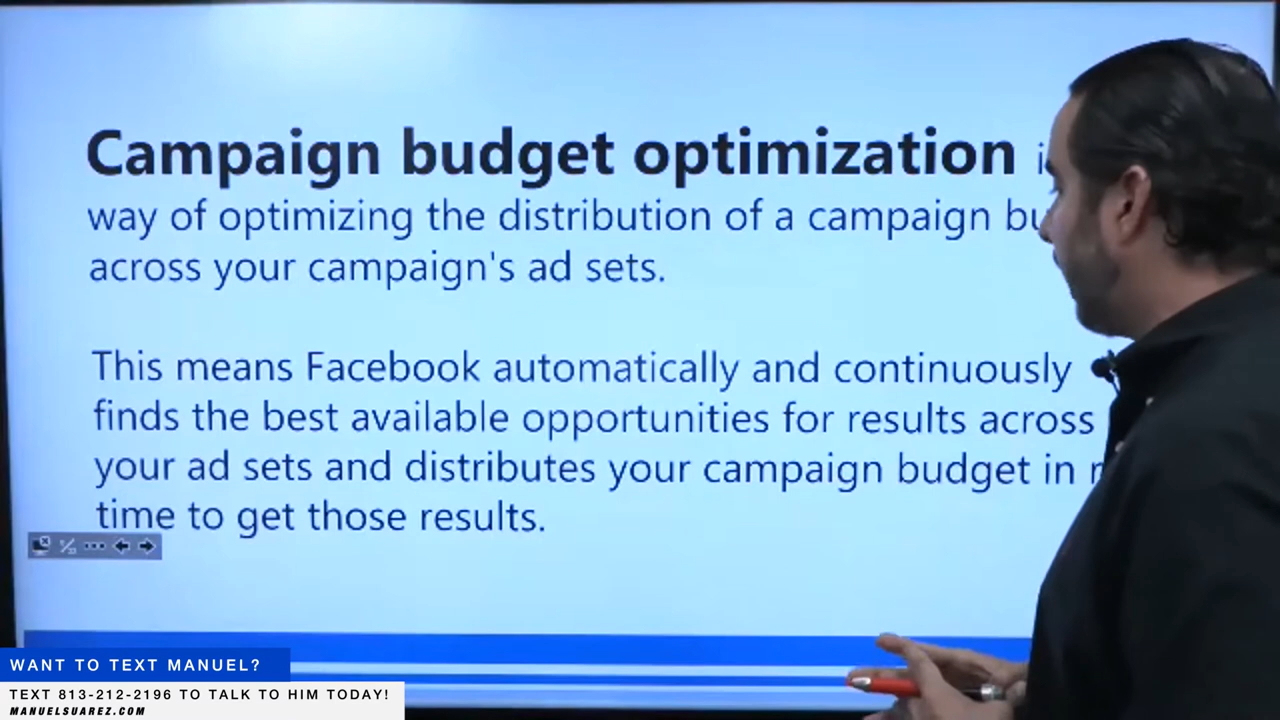 Campaign budget optimization
way of optimizing the distribution of a campaign
across your campaign's ad sets.
This means Facebook automatically and continuously
finds the best available opportunities for results across
your ad sets and distributes your campaign budget in
time to get those results.
WANT TO TEXT MANUEL?
TEXT 813-212-2196 TO TALK TO HIM TODAY!
MANUELSUAREZ.COM